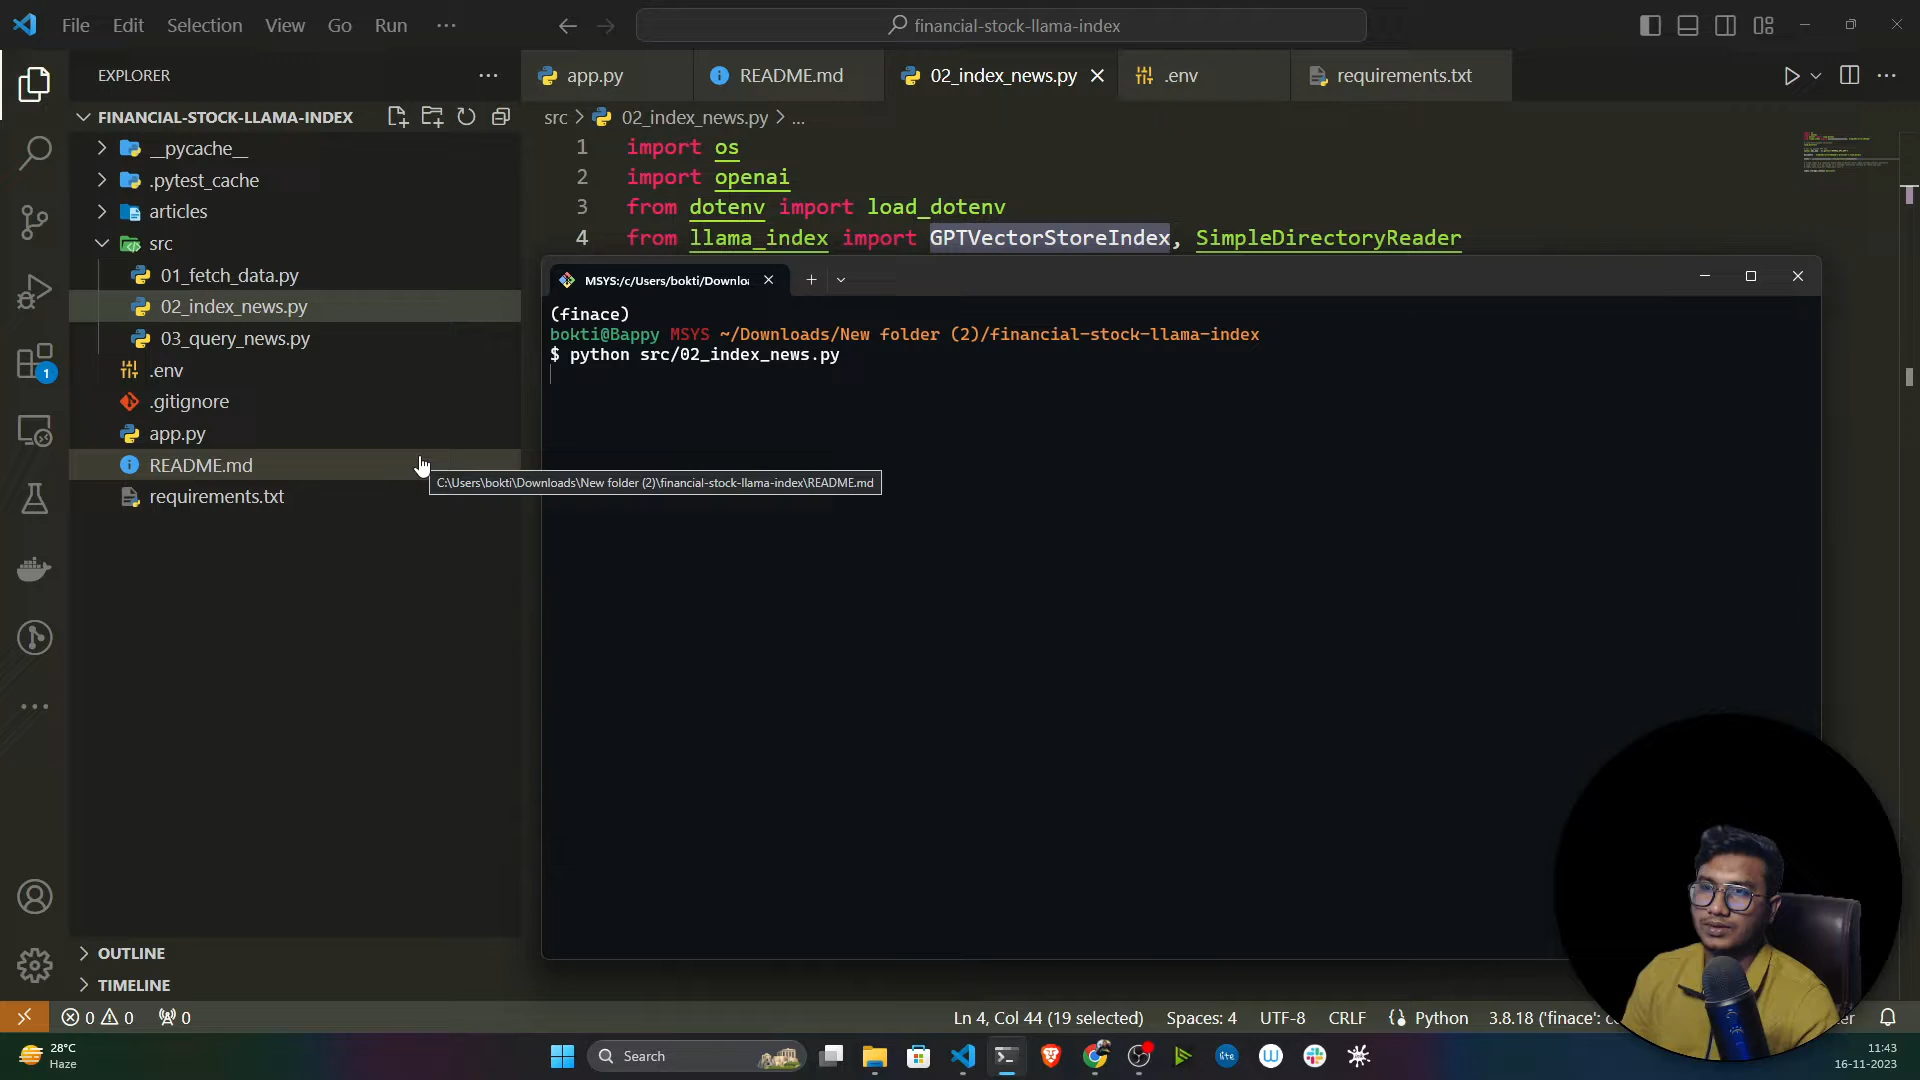 File Edit Selection View Go Run ···
financial-stock-llama-index
EXPLORER
FINANCIAL-STOCK-LLAMA-INDEX
__pycache__
.pytest_cache
articles
src
01_fetch_data.py
02_index_news.py
03_query_news.py
.env
.gitignore
app.py
README.md
requirements.txt
OUTLINE
TIMELINE
1
app.py README.md 02_index_news.py .env requirements.txt
src > 02_index_news.py > ...
1 import os
2 import openai
3 from dotenv import load_dotenv
4 from llama_index import GPTVectorStoreIndex, SimpleDirectoryReader
MSYS:/c/Users/bokti/Downloa
(finace)
bokti@Bappy MSYS ~/Downloads/New folder (2)/financial-stock-llama-index
$ python src/02_index_news.py
C:\Users\bokti\Downloads\New folder (2)\financial-stock-llama-index\README.md
0 0 0 Ln 4, Col 44 (19 selected) Spaces: 4 UTF-8 CRLF Python 3.8.18 ('finace':
28°C
Haze
Search
lite
11:43
16-11-2023